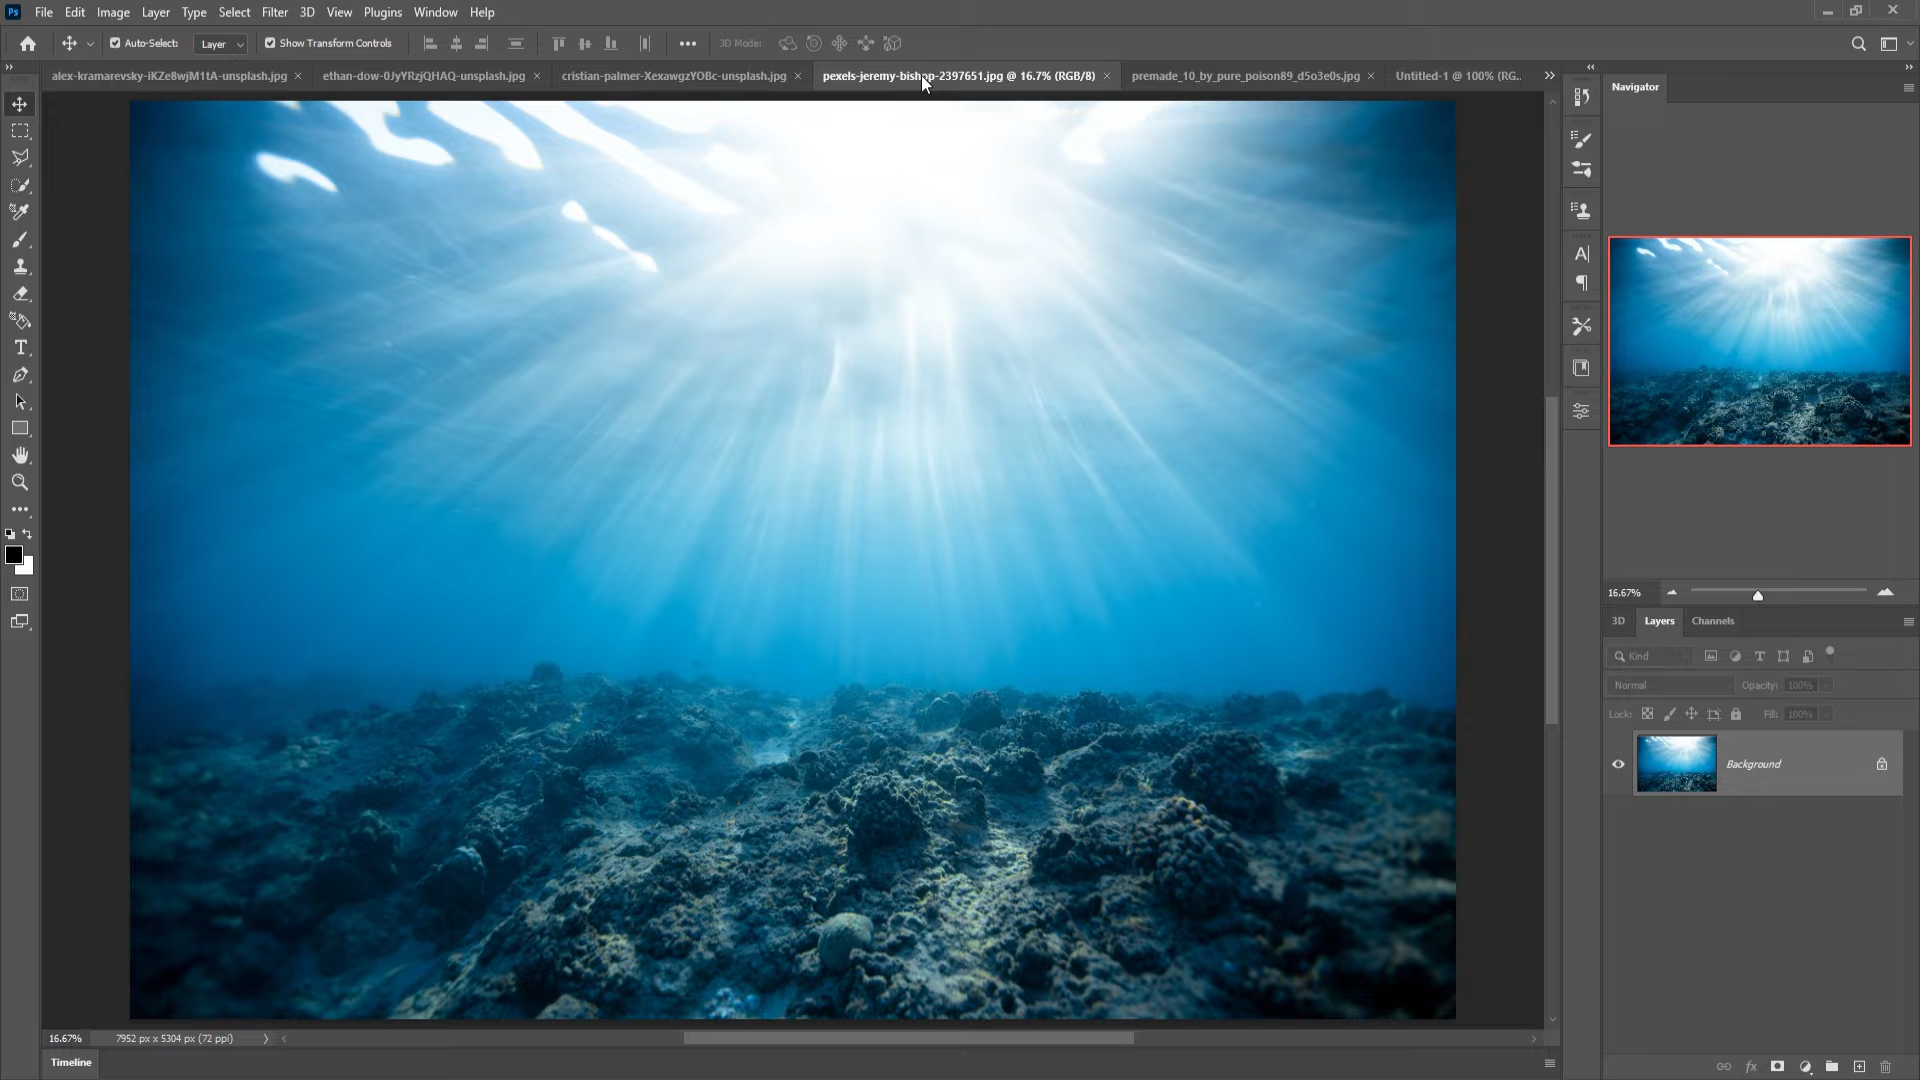 Ps File Edit Image Layer Type Select Filter 3D View Plugins Window Help
Auto-Select: Layer Show Transform Controls 3D Mode:
alex-kramarevsky-iKZe8wjM1tA-unsplash.jpg ethan-dow-0JyYRzjQHAQ-unsplash.jpg cristian-palmer-XexawgzYOBc-unsplash.jpg pexels-jeremy-bishop-2397651.jpg @ 16.7% (RGB/8) premade_10_by_pure_poison89_d5o3e0s.jpg Untitled-1 @ 100% (RG..
Navigator
16.67%
3D Layers Channels
Kind
Normal Opacity: 100%
Lock: Fill: 100%
Background
16.67% 7952 px x 5304 px (72 ppi)
Timeline